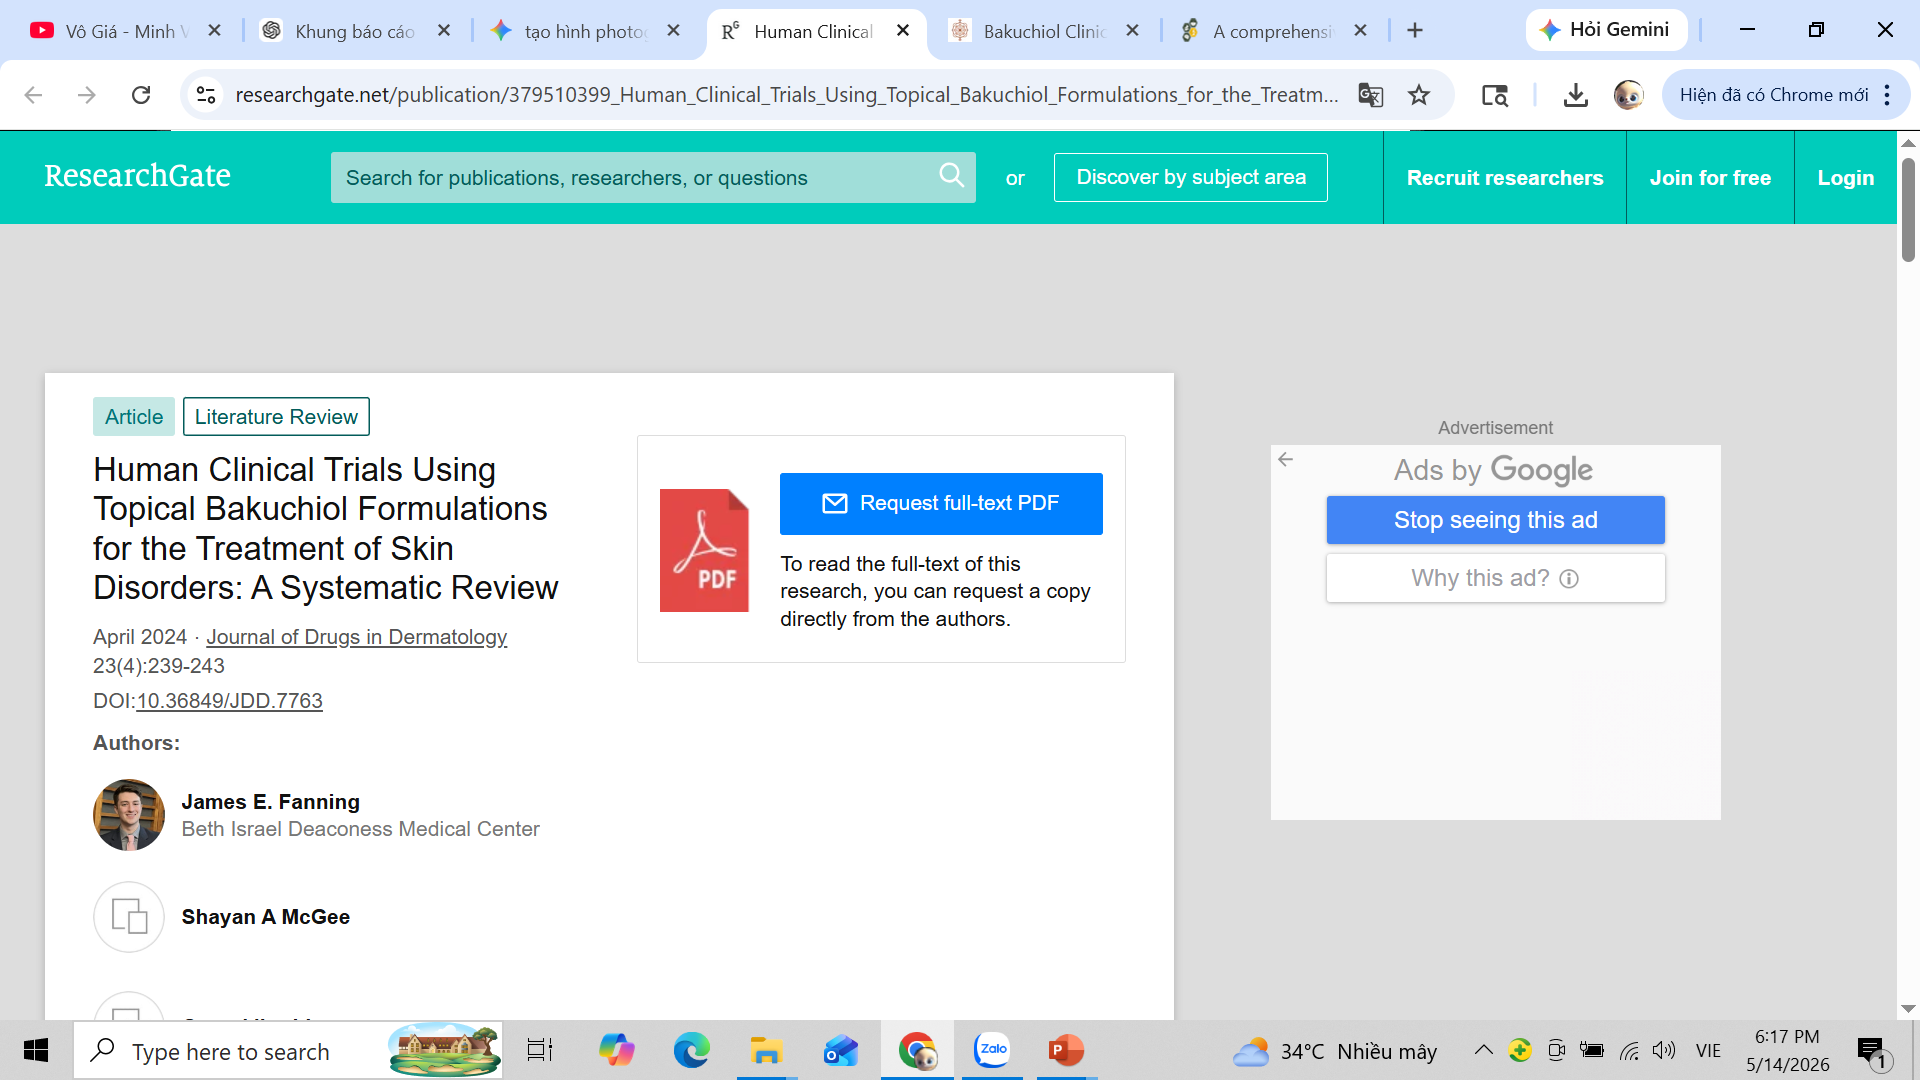 Vô Giá - Minh V
Khung báo cáo
tạo hình photo
Human Clinical
Bakuchiol Clinic
A comprehensi
Hỏi Gemini
researchgate.net/publication/379510399_Human_Clinical_Trials_Using_Topical_Bakuchiol_Formulations_for_the_Treatm...
Hiện đã có Chrome mới
ResearchGate
Search for publications, researchers, or questions
or
Discover by subject area
Recruit researchers
Join for free
Login
Article
Literature Review
Human Clinical Trials Using
Topical Bakuchiol Formulations
for the Treatment of Skin
Disorders: A Systematic Review
April 2024 · Journal of Drugs in Dermatology
23(4):239-243
DOI:10.36849/JDD.7763
Authors:
James E. Fanning
Beth Israel Deaconess Medical Center
Shayan A McGee
PDF
Request full-text PDF
To read the full-text of this
research, you can request a copy
directly from the authors.
Advertisement
Ads by Google
Stop seeing this ad
Why this ad?
Type here to search
Zalo
34°C Nhiều mây
VIE
6:17 PM
5/14/2026
1